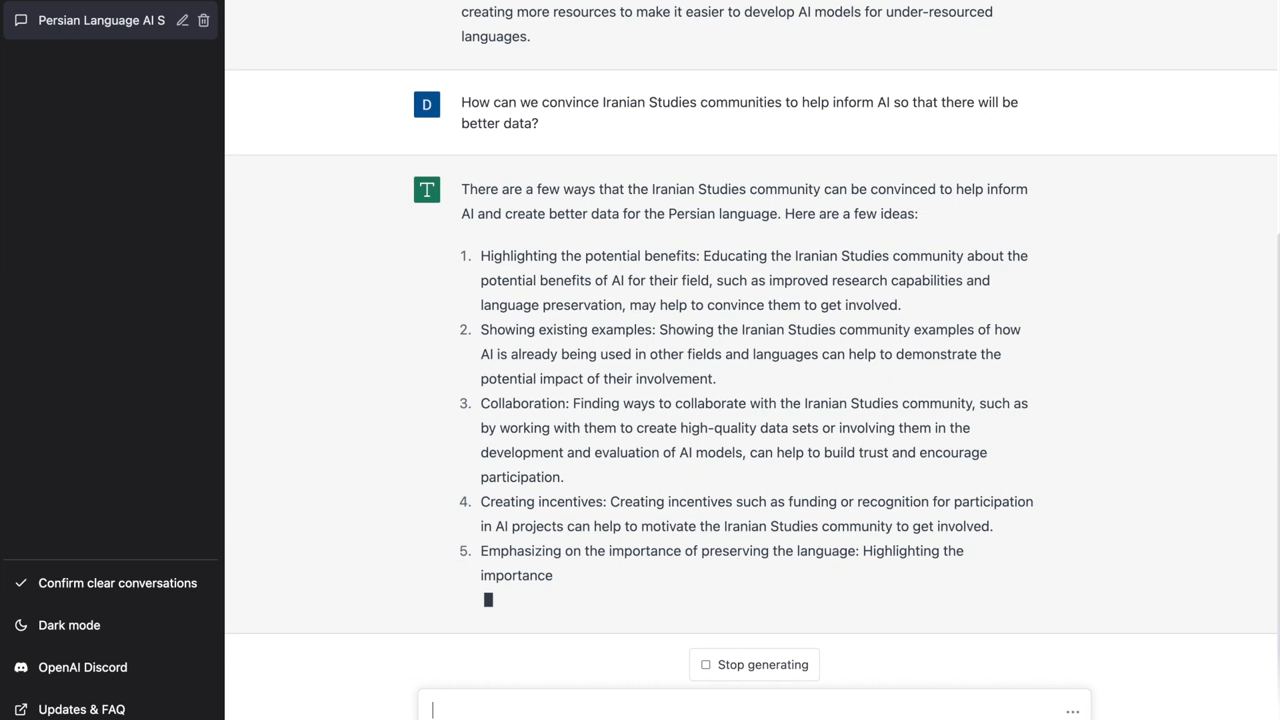 Persian Language AI S
Confirm clear conversations
Dark mode
OpenAI Discord
Updates & FAQ
creating more resources to make it easier to develop AI models for under-resourced
languages.
D
How can we convince Iranian Studies communities to help inform AI so that there will be
better data?
T
There are a few ways that the Iranian Studies community can be convinced to help inform
AI and create better data for the Persian language. Here are a few ideas:
1. Highlighting the potential benefits: Educating the Iranian Studies community about the
potential benefits of AI for their field, such as improved research capabilities and
language preservation, may help to convince them to get involved.
2. Showing existing examples: Showing the Iranian Studies community examples of how
AI is already being used in other fields and languages can help to demonstrate the
potential impact of their involvement.
3. Collaboration: Finding ways to collaborate with the Iranian Studies community, such as
by working with them to create high-quality data sets or involving them in the
development and evaluation of AI models, can help to build trust and encourage
participation.
4. Creating incentives: Creating incentives such as funding or recognition for participation
in AI projects can help to motivate the Iranian Studies community to get involved.
5. Emphasizing on the importance of preserving the language: Highlighting the
importance
Stop generating